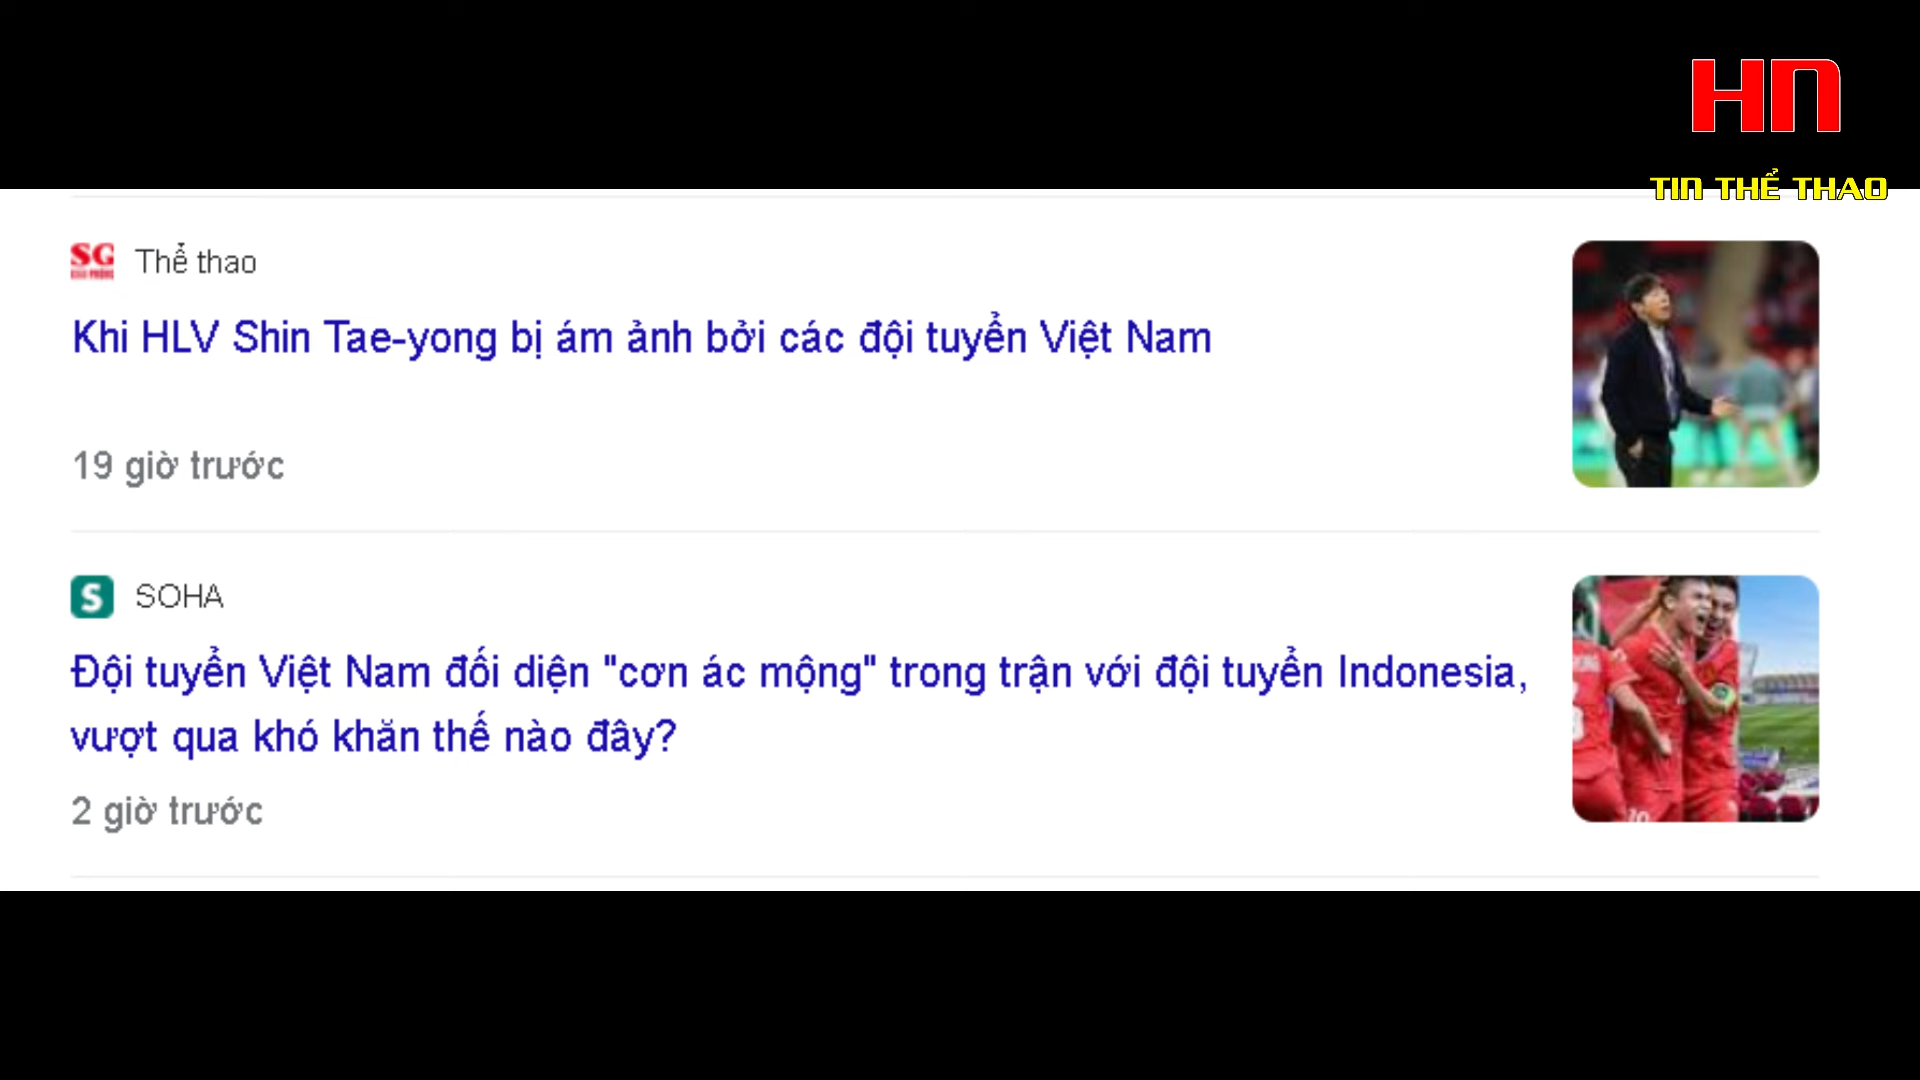 HN
TIN THỂ THAO
SG Thể thao
Khi HLV Shin Tae-yong bị ám ảnh bởi các đội tuyển Việt Nam
19 giờ trước
S SOHA
Đội tuyển Việt Nam đối diện "cơn ác mộng" trong trận với đội tuyển Indonesia,
vượt qua khó khăn thế nào đây?
2 giờ trước
10